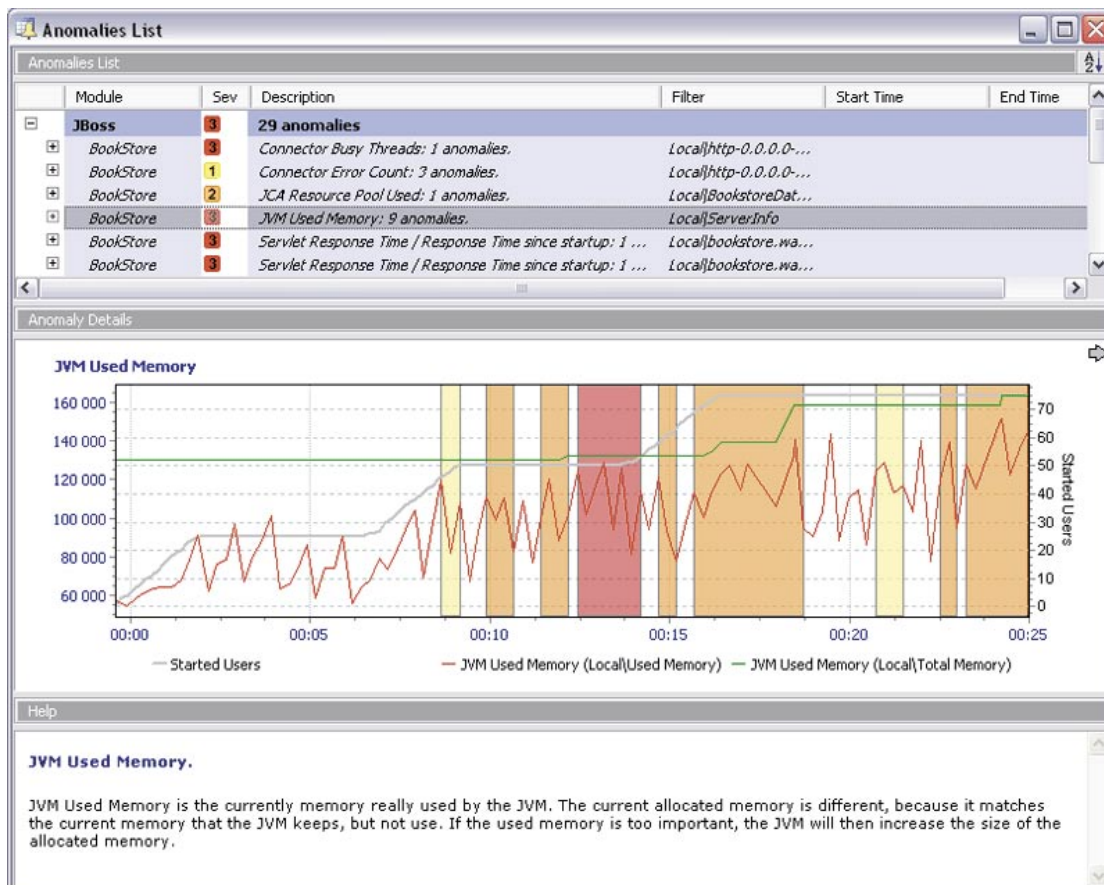 Anomalies List
Anomalies List
Module Sev Description Filter Start Time End Time
JBoss 3 29 anomalies
BookStore 3 Connector Busy Threads: 1 anomalies. Local|http-0.0.0.0-...
BookStore 1 Connector Error Count: 3 anomalies. Local|http-0.0.0.0-...
BookStore 2 JCA Resource Pool Used: 1 anomalies. Local|BookstoreDat...
BookStore 3 JVM Used Memory: 9 anomalies. Local|ServerInfo
BookStore 3 Servlet Response Time / Response Time since startup: 1 ... Local|bookstore.wa...
BookStore 3 Servlet Response Time / Response Time since startup: 1 ... Local|bookstore.wa...
Anomaly Details
JVM Used Memory
160 000
140 000
120 000
100 000
80 000
60 000
70
60
50
40
30
20
10
0
Started Users
00:00 00:05 00:10 00:15 00:20 00:25
Started Users JVM Used Memory (Local\Used Memory) JVM Used Memory (Local\Total Memory)
Help
JVM Used Memory.
JVM Used Memory is the currently memory really used by the JVM. The current allocated memory is different, because it matches
the current memory that the JVM keeps, but not use. If the used memory is too important, the JVM will then increase the size of the
allocated memory.